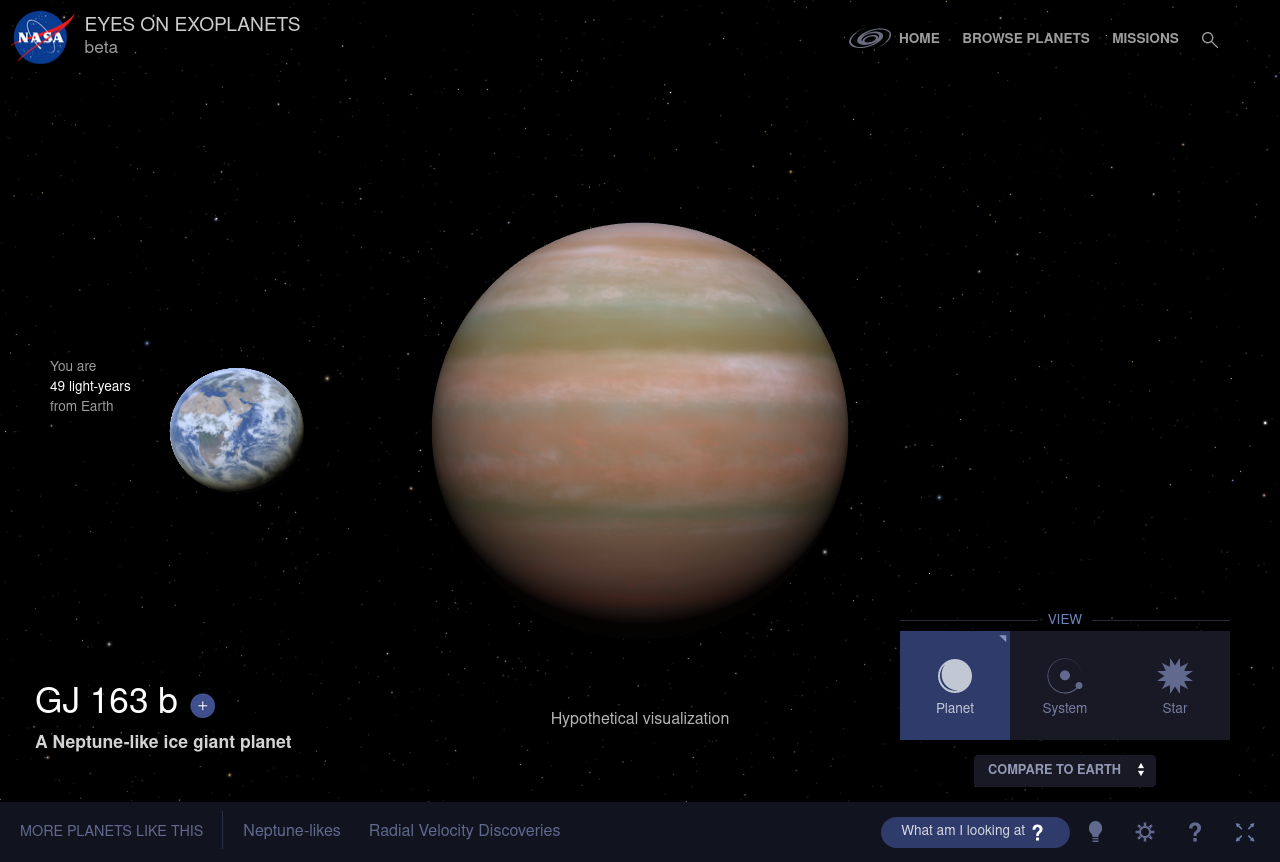 NASA
EYES ON EXOPLANETS
beta
HOME
BROWSE PLANETS
MISSIONS
You are
49 light-years
from Earth
VIEW
Planet
System
Star
GJ 163 b +
A Neptune-like ice giant planet
Hypothetical visualization
COMPARE TO EARTH
MORE PLANETS LIKE THIS
Neptune-likes
Radial Velocity Discoveries
What am I looking at ?
?